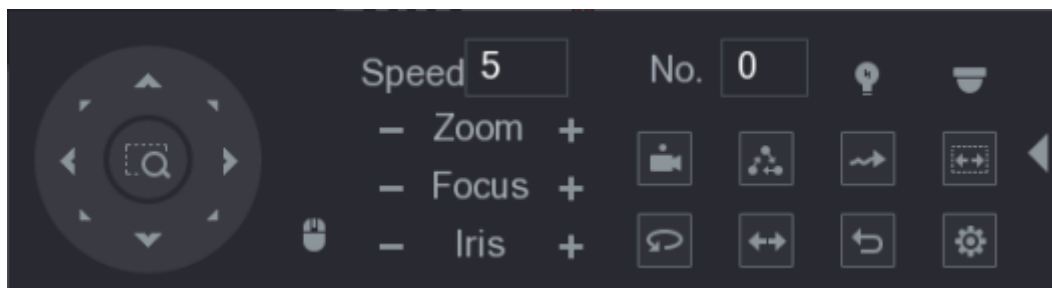 Speed 5 No. 0
– Zoom +
– Focus +
– Iris +